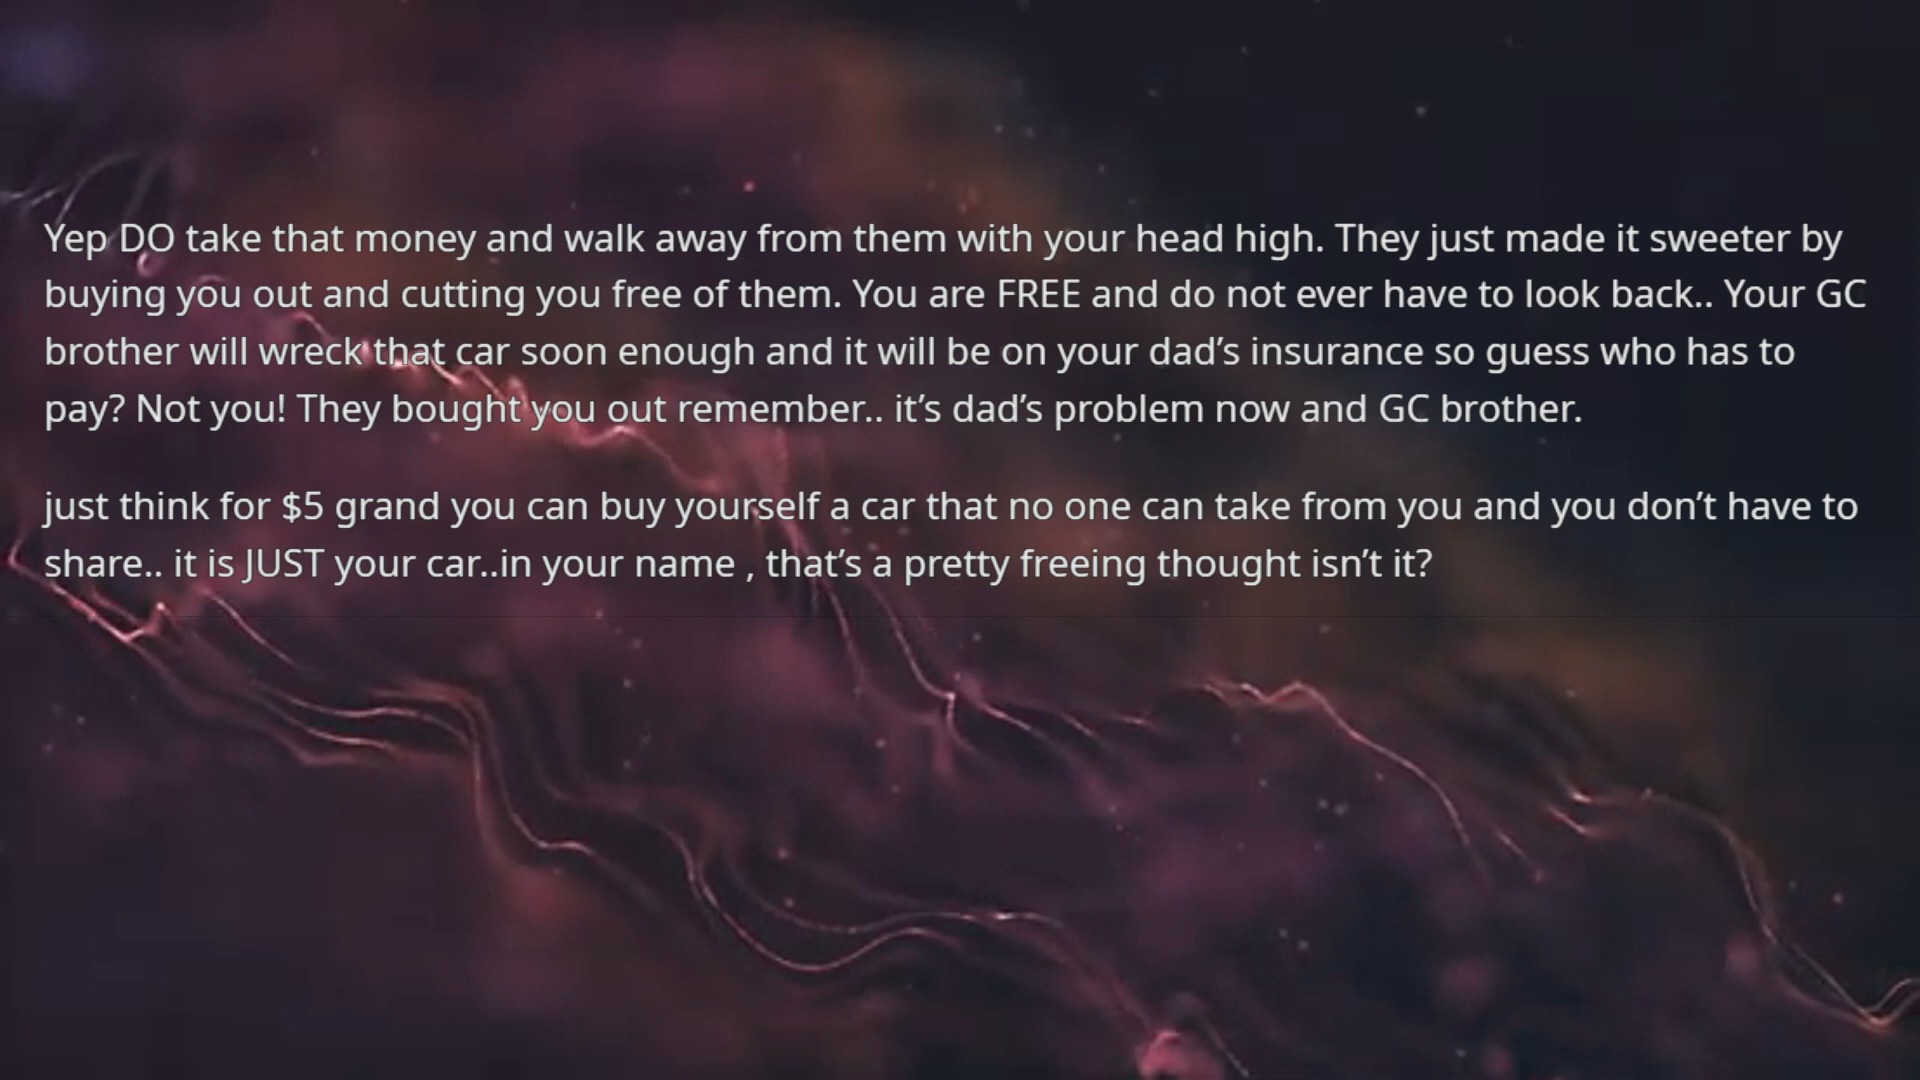 Yep DO take that money and walk away from them with your head high. They just made it sweeter by
buying you out and cutting you free of them. You are FREE and do not ever have to look back.. Your GC
brother will wreck that car soon enough and it will be on your dad’s insurance so guess who has to
pay? Not you! They bought you out remember.. it’s dad’s problem now and GC brother.
just think for $5 grand you can buy yourself a car that no one can take from you and you don’t have to
share.. it is JUST your car..in your name , that’s a pretty freeing thought isn’t it?